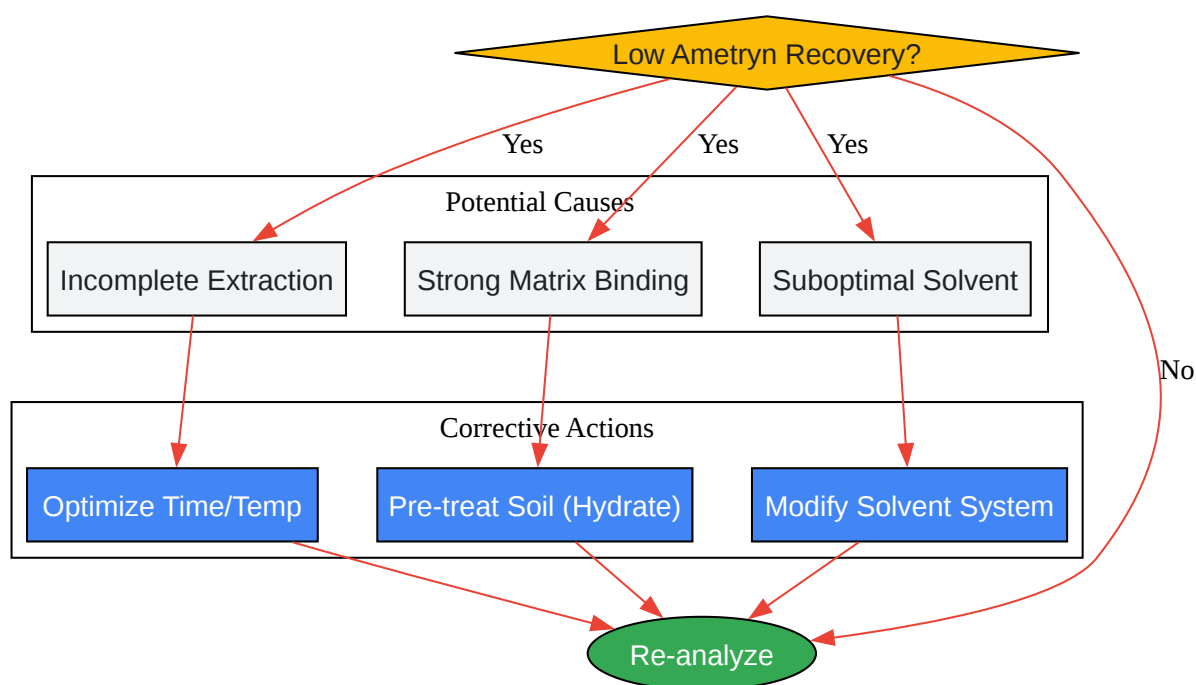 Low Ametryn Recovery?
Yes
Yes
Yes
Potential Causes
Incomplete Extraction
Strong Matrix Binding
Suboptimal Solvent
No
Corrective Actions
Optimize Time/Temp
Pre-treat Soil (Hydrate)
Modify Solvent System
Re-analyze